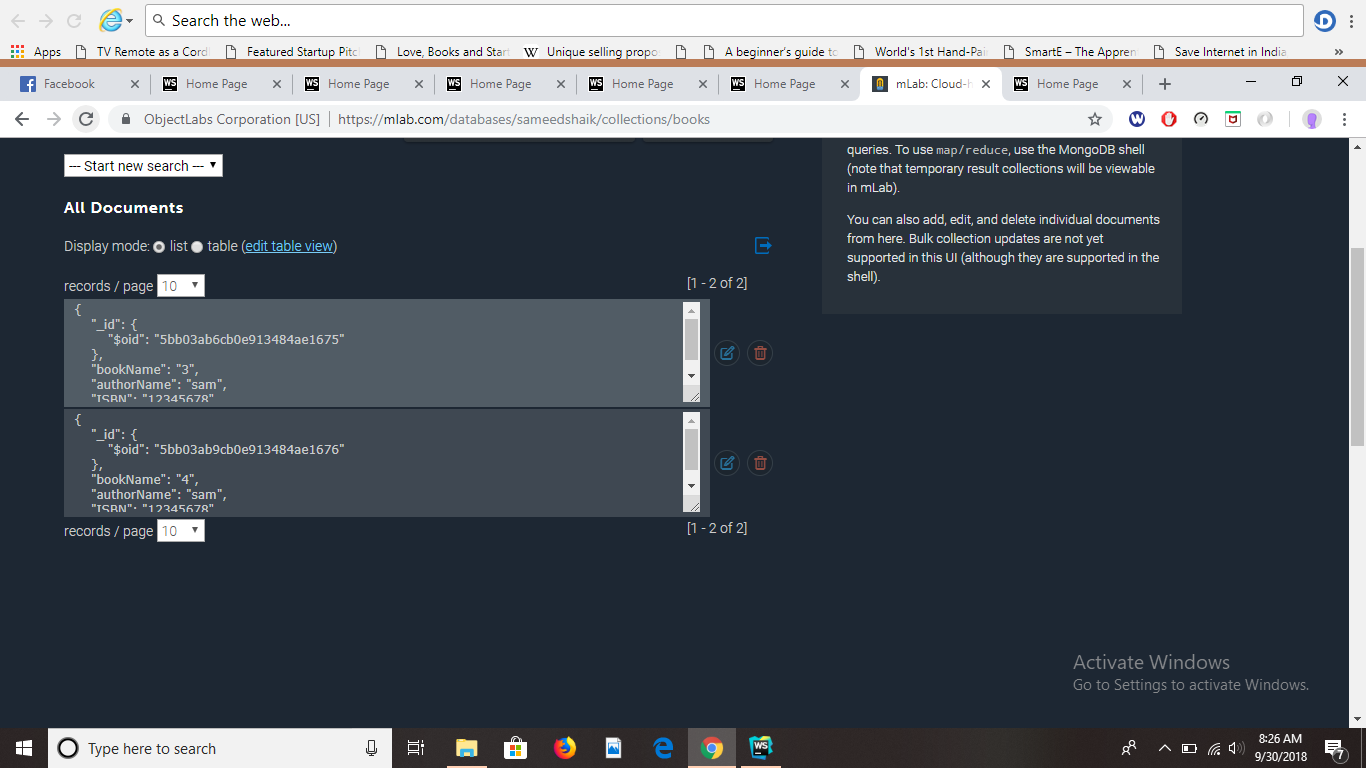 Search the web...
Apps TV Remote as a Cord Featured Startup Pitc Love, Books and Start Unique selling propo A beginner's guide to World's 1st Hand-Pai SmartE – The Appren Save Internet in India »
Facebook WS Home Page WS Home Page WS Home Page WS Home Page WS Home Page mLab: Cloud-h WS Home Page
ObjectLabs Corporation [US] | https://mlab.com/databases/sameedshaik/collections/books
--- Start new search ---
All Documents
Display mode: list table (edit table view)
records / page 10 [1 - 2 of 2]
{
"_id": {
"$oid": "5bb03ab6cb0e913484ae1675"
},
"bookName": "3",
"authorName": "sam",
"ISBN": "12345678"
{
"_id": {
"$oid": "5bb03ab9cb0e913484ae1676"
},
"bookName": "4",
"authorName": "sam",
"ISBN": "12345678"
records / page 10 [1 - 2 of 2]
queries. To use map/reduce, use the MongoDB shell
(note that temporary result collections will be viewable
in mLab).
You can also add, edit, and delete individual documents
from here. Bulk collection updates are not yet
supported in this UI (although they are supported in the
shell).
Activate Windows
Go to Settings to activate Windows.
Type here to search
WS
8:26 AM
9/30/2018
7